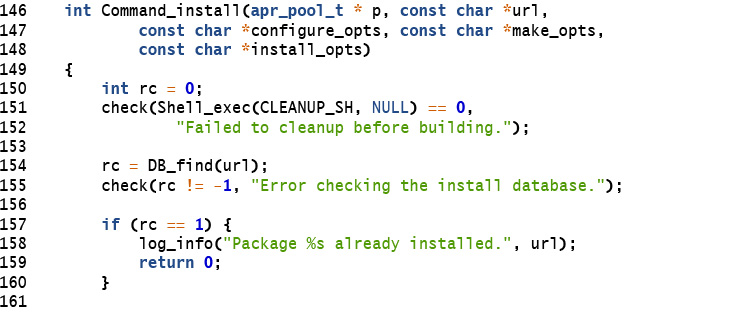 146    int Command_install(apr_pool_t * p, const char *url,
147            const char *configure_opts, const char *make_opts,
148            const char *install_opts)
149    {
150        int rc = 0;
151        check(Shell_exec(CLEANUP_SH, NULL) == 0,
152                "Failed to cleanup before building.");
153
154        rc = DB_find(url);
155        check(rc != -1, "Error checking the install database.");
156
157        if (rc == 1) {
158            log_info("Package %s already installed.", url);
159            return 0;
160        }
161